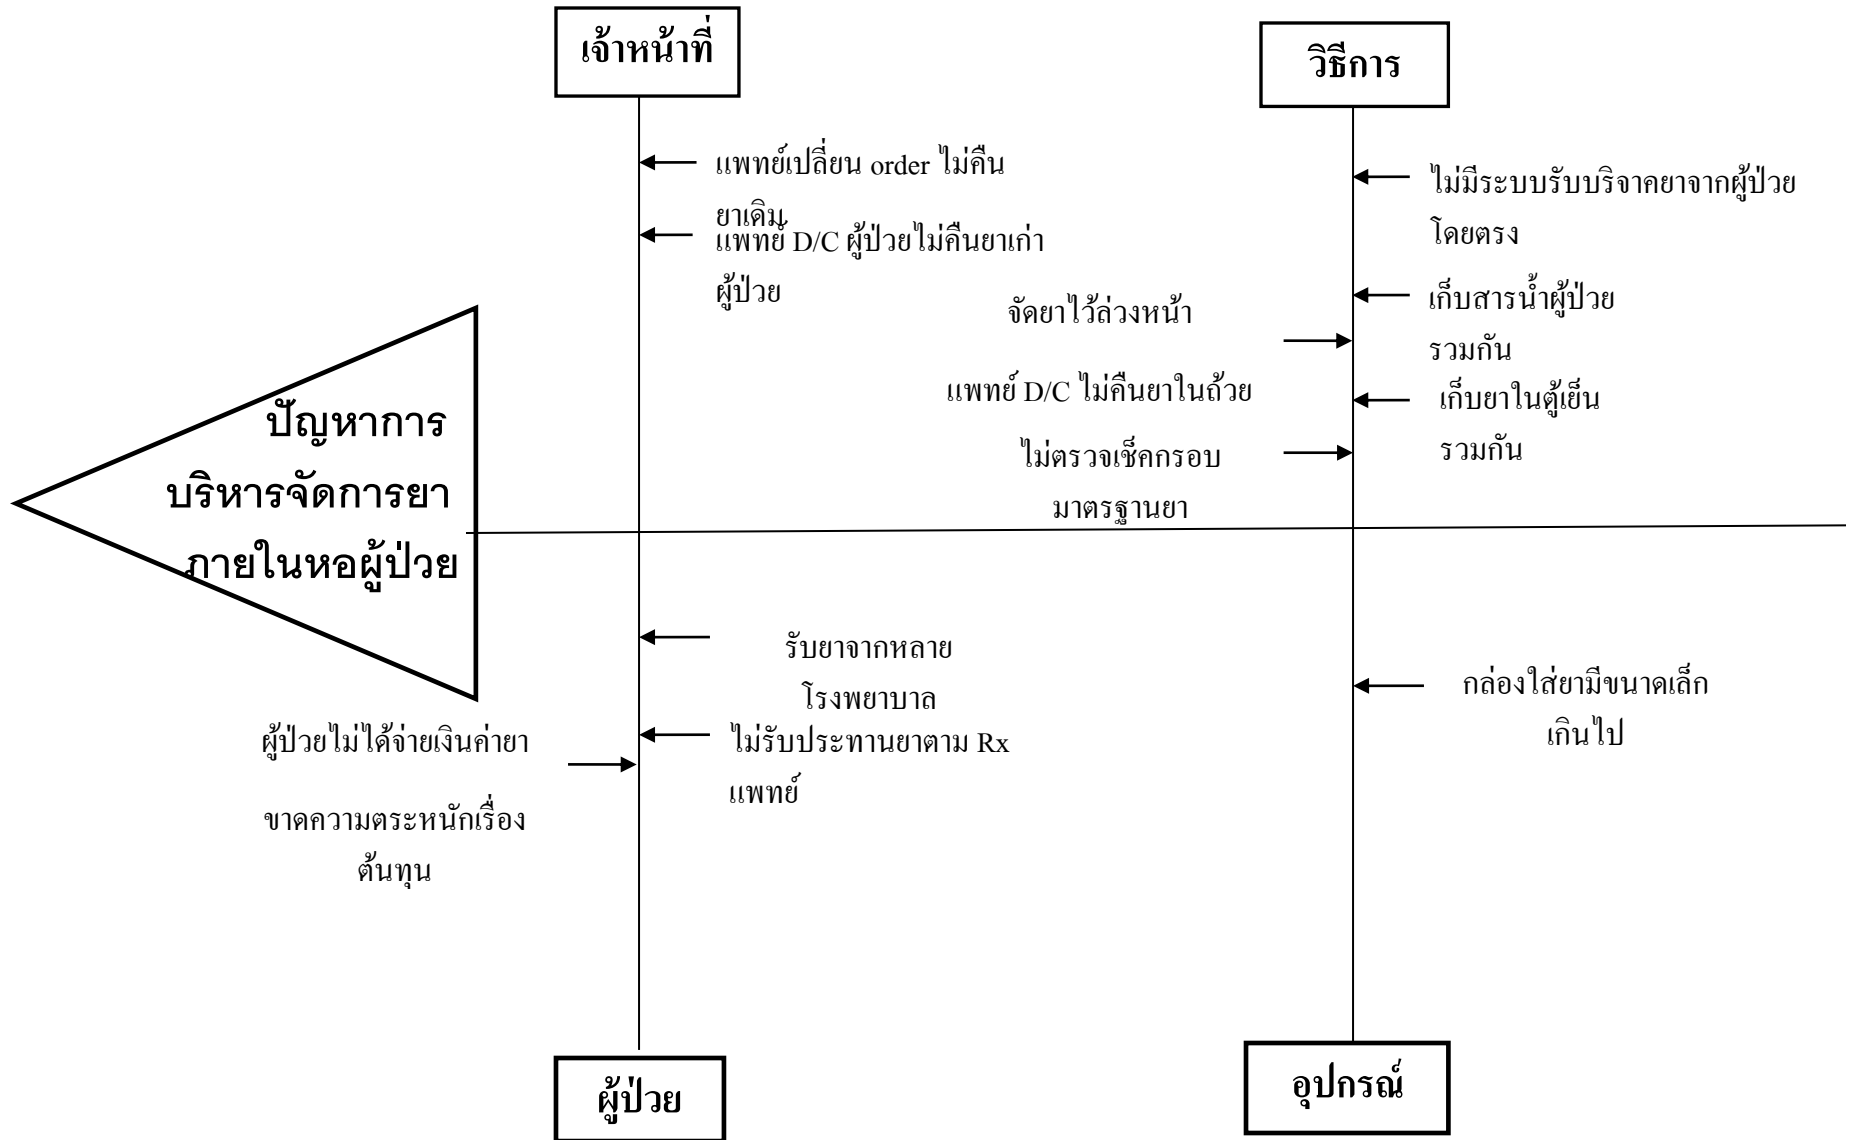 เจ้าหน้าที่
วิธีการ
แพทย์เปลี่ยน order ไม่คืน
ยาเดิม
แพทย์ D/C ผู้ป่วยไม่คืนยาเก่า
ผู้ป่วย
ไม่มีระบบรับบริจาคยาจากผู้ป่วย
โดยตรง
จัดยาไว้ล่วงหน้า
เก็บสารน้ำผู้ป่วย
รวมกัน
แพทย์ D/C ไม่คืนยาในถ้วย
เก็บยาในตู้เย็น
รวมกัน
ไม่ตรวจเช็คกรอบ
มาตรฐานยา
ปัญหาการ
บริหารจัดการยา
ภายในหอผู้ป่วย
รับยาจากหลาย
โรงพยาบาล
กล่องใส่ยามีขนาดเล็ก
เกินไป
ผู้ป่วยไม่ได้จ่ายเงินค่ายา
ไม่รับประทานยาตาม Rx
แพทย์
ขาดความตระหนักเรื่อง
ต้นทุน
ผู้ป่วย
อุปกรณ์